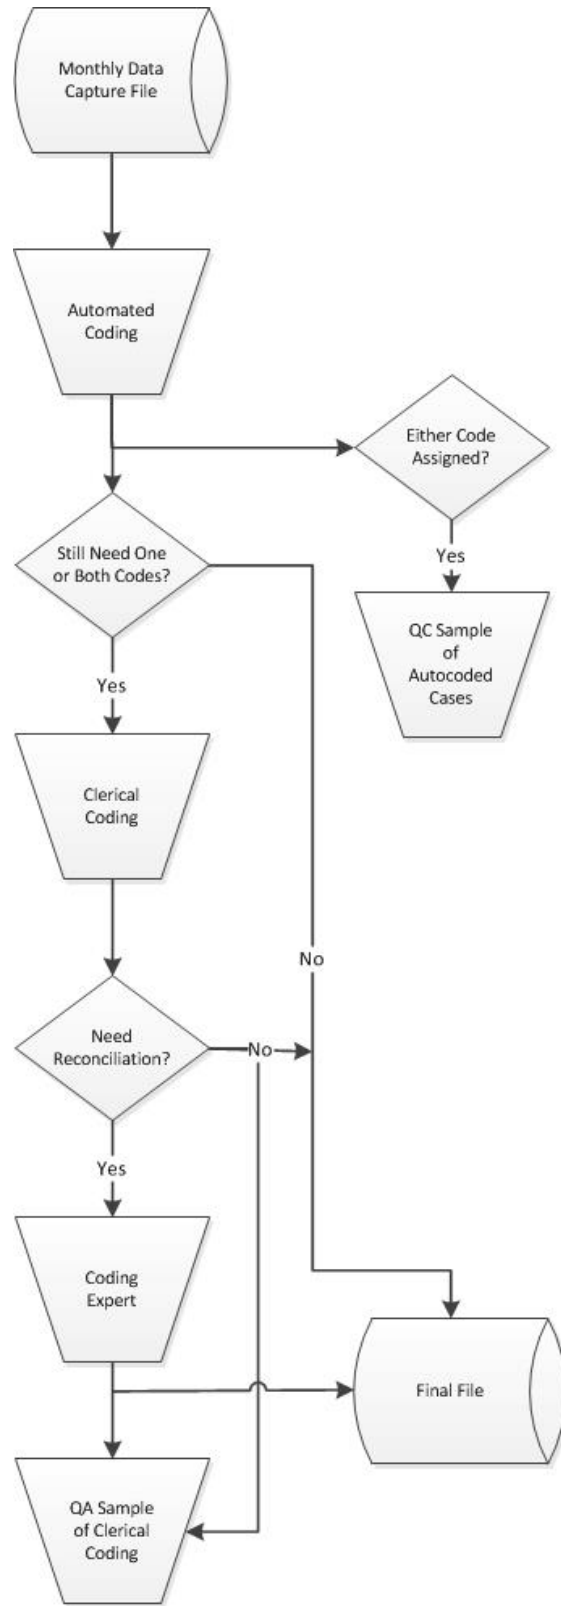 Monthly Data
Capture File
Automated
Coding
Either Code
Assigned?
Still Need One
or Both Codes?
Yes
QC Sample
of
Autocoded
Cases
Yes
Clerical
Coding
No
Need
Reconciliation?
No
Yes
Coding
Expert
Final File
QA Sample
of Clerical
Coding